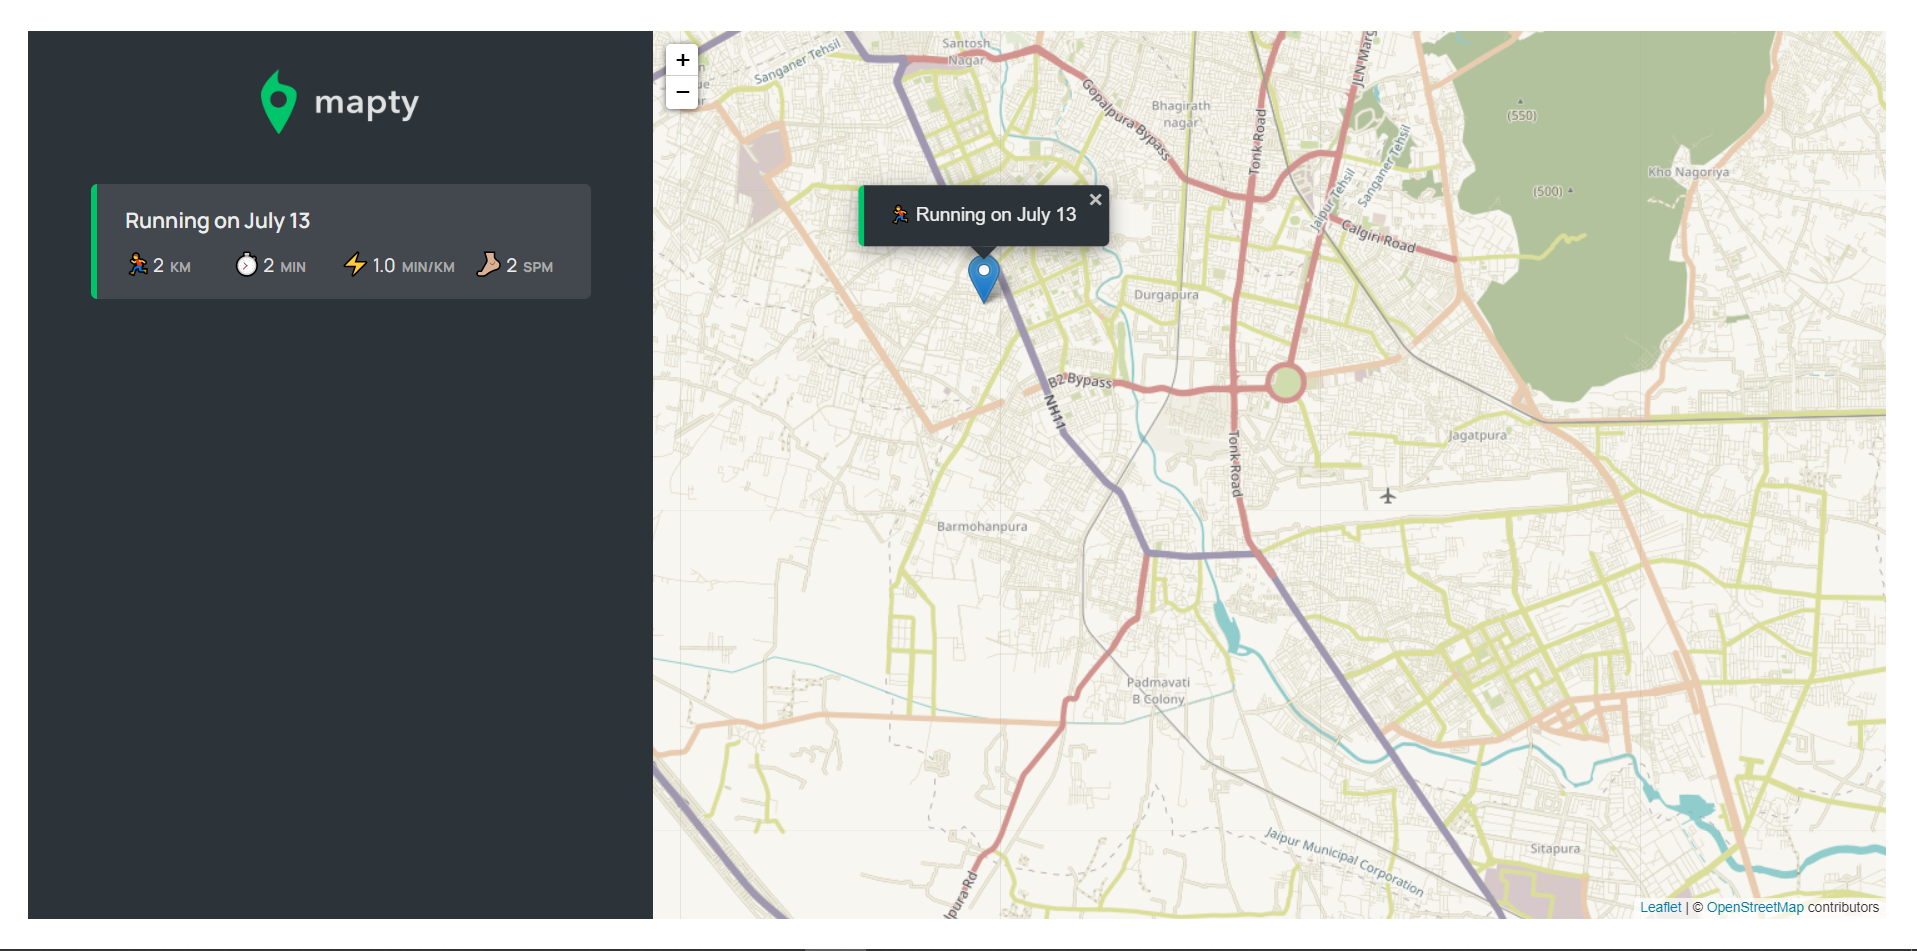 mapty
Running on July 13
2 KM
2 MIN
1.0 MIN/KM
2 SPM
+
−
Sanganer Tehsil
Santosh
Nagar
Gopalpura Bypass
Bhagirath
nagar
Tonk Road
JLN Marg
Jaipur Tehsil
Sanganer Tehsil
(550)
(500)
Kho Nagoriya
Running on July 13
×
Calgiri Road
Durgapura
B2 Bypass
NH11
Tonk Road
Jagatpura
Barmohanpura
Padmavati
B Colony
Jaipur Municipal Corporation
Sitapura
lpura Rd
Leaflet | © OpenStreetMap contributors